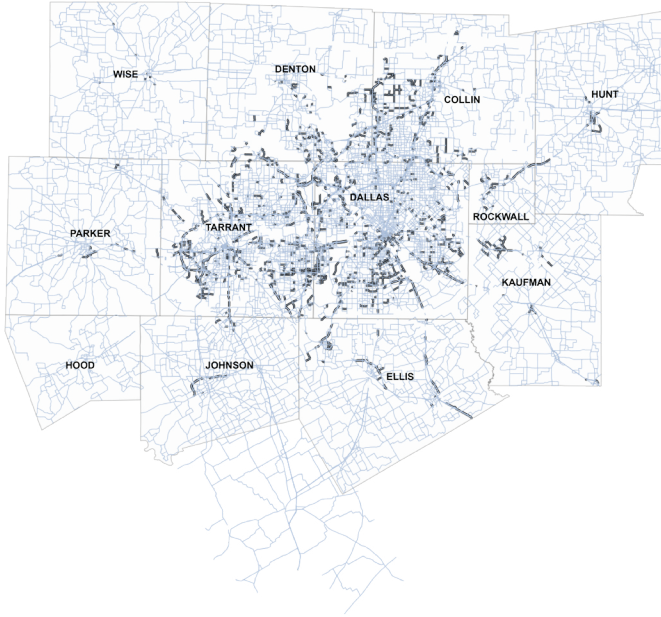 WISE
DENTON
COLLIN
HUNT
PARKER
TARRANT
DALLAS
ROCKWALL
KAUFMAN
HOOD
JOHNSON
ELLIS